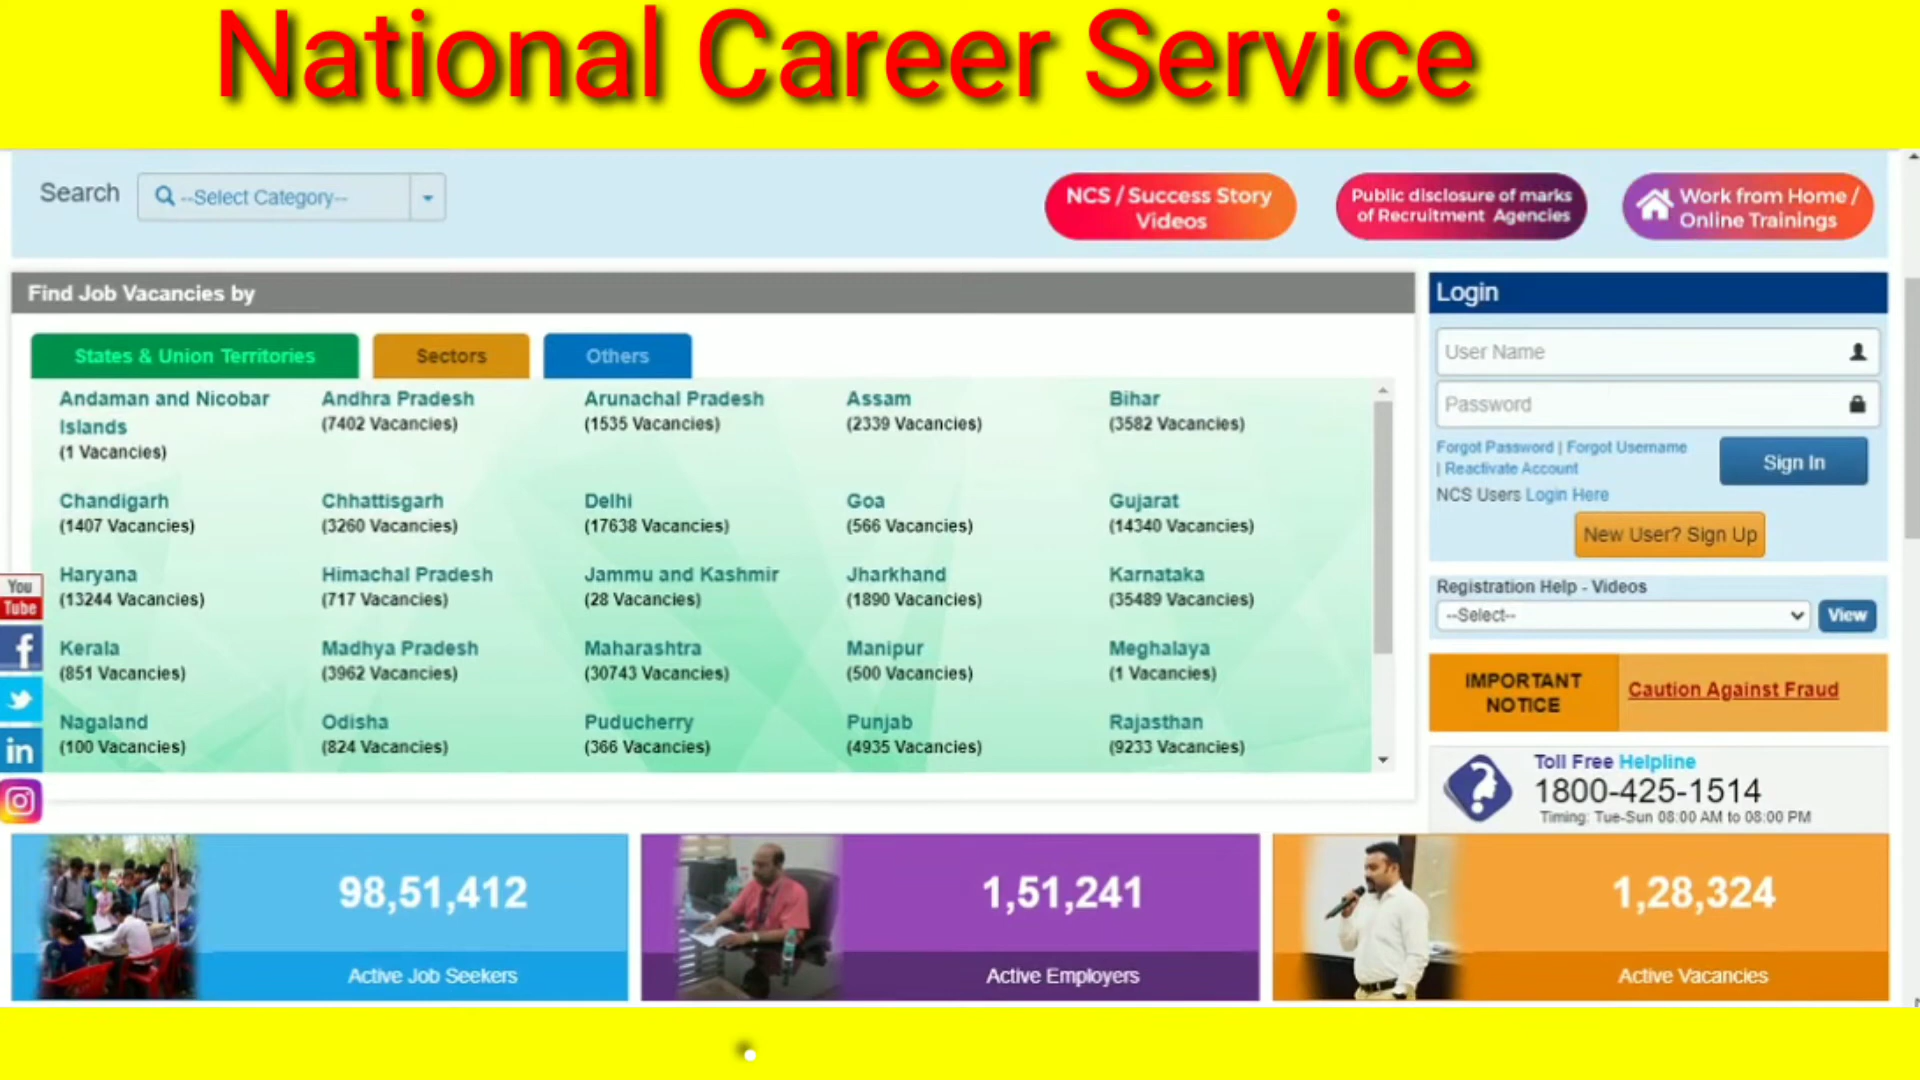 National Career Service
Search
--Select Category--
NCS / Success Story
Videos
Public disclosure of marks
of Recruitment Agencies
Work from Home /
Online Trainings
Find Job Vacancies by
States & Union Territories
Sectors
Others
Andaman and Nicobar
Islands
(1 Vacancies)
Andhra Pradesh
(7402 Vacancies)
Arunachal Pradesh
(1535 Vacancies)
Assam
(2339 Vacancies)
Bihar
(3582 Vacancies)
Chandigarh
(1407 Vacancies)
Chhattisgarh
(3260 Vacancies)
Delhi
(17638 Vacancies)
Goa
(566 Vacancies)
Gujarat
(14340 Vacancies)
Haryana
(13244 Vacancies)
Himachal Pradesh
(717 Vacancies)
Jammu and Kashmir
(28 Vacancies)
Jharkhand
(1890 Vacancies)
Karnataka
(35489 Vacancies)
Kerala
(851 Vacancies)
Madhya Pradesh
(3962 Vacancies)
Maharashtra
(30743 Vacancies)
Manipur
(500 Vacancies)
Meghalaya
(1 Vacancies)
Nagaland
(100 Vacancies)
Odisha
(824 Vacancies)
Puducherry
(366 Vacancies)
Punjab
(4935 Vacancies)
Rajasthan
(9233 Vacancies)
Login
User Name
Password
Forgot Password | Forgot Username
| Reactivate Account
Sign In
NCS Users Login Here
New User? Sign Up
Registration Help - Videos
--Select--
View
IMPORTANT
NOTICE
Caution Against Fraud
Toll Free Helpline
1800-425-1514
Timing: Tue-Sun 08:00 AM to 08:00 PM
You
Tube
f
in
98,51,412
Active Job Seekers
1,51,241
Active Employers
1,28,324
Active Vacancies